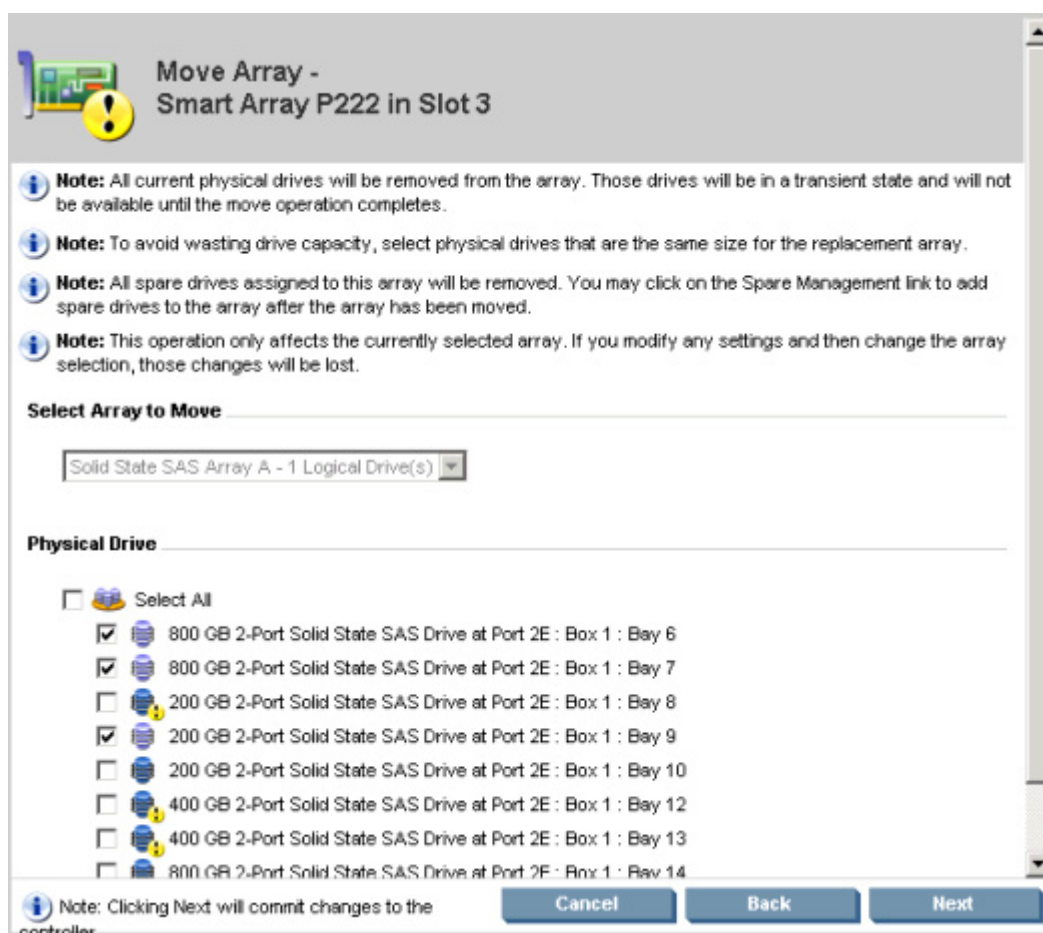 Move Array -
Smart Array P222 in Slot 3
Note: All current physical drives will be removed from the array. Those drives will be in a transient state and will not
be available until the move operation completes.
Note: To avoid wasting drive capacity, select physical drives that are the same size for the replacement array.
Note: All spare drives assigned to this array will be removed. You may click on the Spare Management link to add
spare drives to the array after the array has been moved.
Note: This operation only affects the currently selected array. If you modify any settings and then change the array
selection, those changes will be lost.
Select Array to Move
Solid State SAS Array A - 1 Logical Drive(s)
Physical Drive
Select All
800 GB 2-Port Solid State SAS Drive at Port 2E : Box 1 : Bay 6
800 GB 2-Port Solid State SAS Drive at Port 2E : Box 1 : Bay 7
200 GB 2-Port Solid State SAS Drive at Port 2E : Box 1 : Bay 8
200 GB 2-Port Solid State SAS Drive at Port 2E : Box 1 : Bay 9
200 GB 2-Port Solid State SAS Drive at Port 2E : Box 1 : Bay 10
400 GB 2-Port Solid State SAS Drive at Port 2E : Box 1 : Bay 12
400 GB 2-Port Solid State SAS Drive at Port 2E : Box 1 : Bay 13
800 GB 2-Port Solid State SAS Drive at Port 2E : Box 1 : Bay 14
Note: Clicking Next will commit changes to the
controller
Cancel
Back
Next